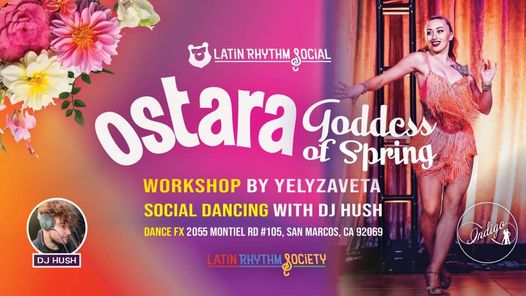 LATIN RHYTHM SOCIAL
ostara
Goddess
of Spring
WORKSHOP BY YELYZAVETA
SOCIAL DANCING WITH DJ HUSH
DANCE FX 2055 MONTIEL RD #105, SAN MARCOS, CA 92069
DJ HUSH
LATIN RHYTHM SOCIETY
Indigo